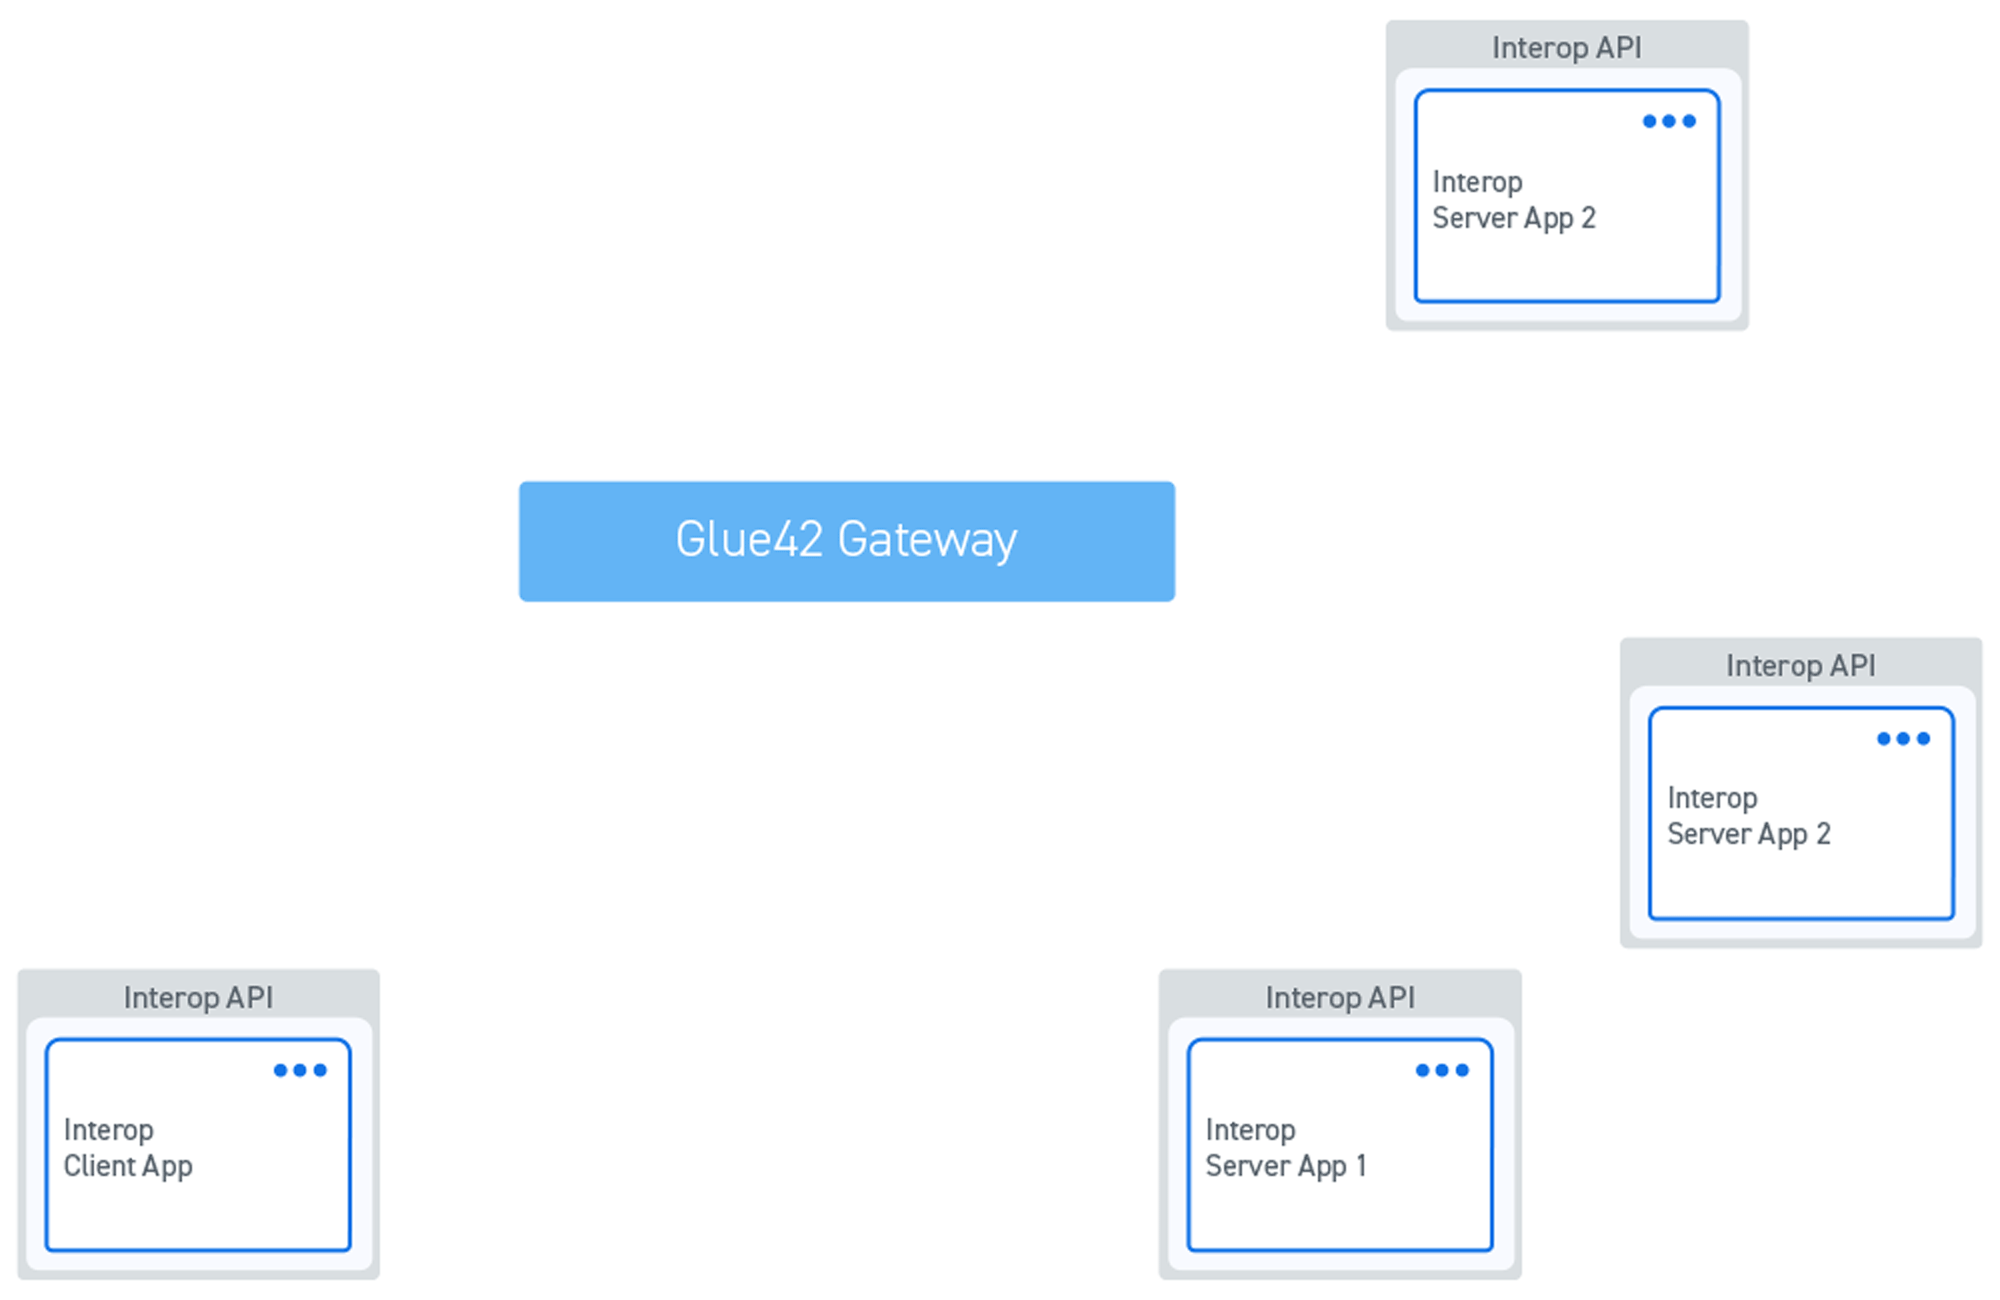 Interop API
Interop
Server App 2
Glue42 Gateway
Interop API
Interop
Server App 2
Interop API
Interop
Client App
Interop API
Interop
Server App 1